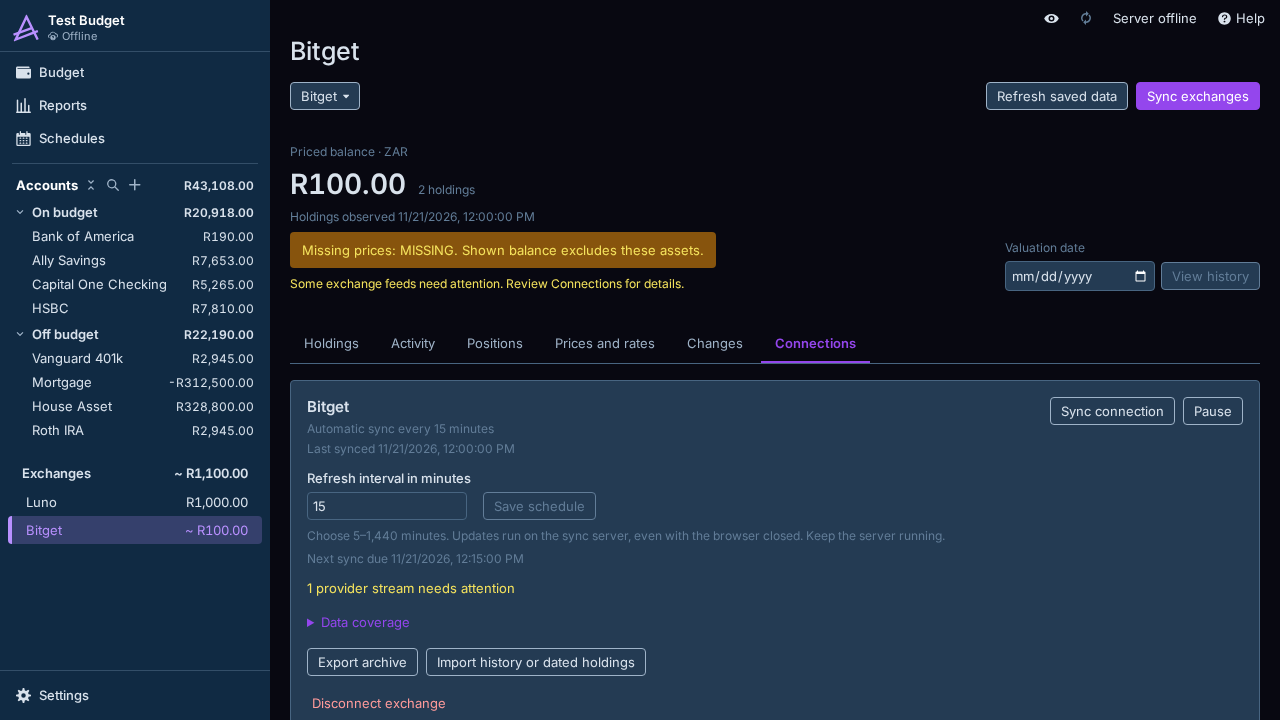 Test Budget
Offline
Budget
Reports
Schedules
Accounts R43,108.00
On budget R20,918.00
Bank of America R190.00
Ally Savings R7,653.00
Capital One Checking R5,265.00
HSBC R7,810.00
Off budget R22,190.00
Vanguard 401k R2,945.00
Mortgage -R312,500.00
House Asset R328,800.00
Roth IRA R2,945.00
Exchanges ~ R1,100.00
Luno R1,000.00
Bitget ~ R100.00
Settings
Server offline Help
Bitget
Bitget Refresh saved data Sync exchanges
Priced balance · ZAR
R100.00 2 holdings
Holdings observed 11/21/2026, 12:00:00 PM
Missing prices: MISSING. Shown balance excludes these assets.
Some exchange feeds need attention. Review Connections for details.
Valuation date
mm/dd/yyyy View history
Holdings Activity Positions Prices and rates Changes Connections
Bitget Sync connection Pause
Automatic sync every 15 minutes
Last synced 11/21/2026, 12:00:00 PM
Refresh interval in minutes
15 Save schedule
Choose 5–1,440 minutes. Updates run on the sync server, even with the browser closed. Keep the server running.
Next sync due 11/21/2026, 12:15:00 PM
1 provider stream needs attention
Data coverage
Export archive Import history or dated holdings
Disconnect exchange